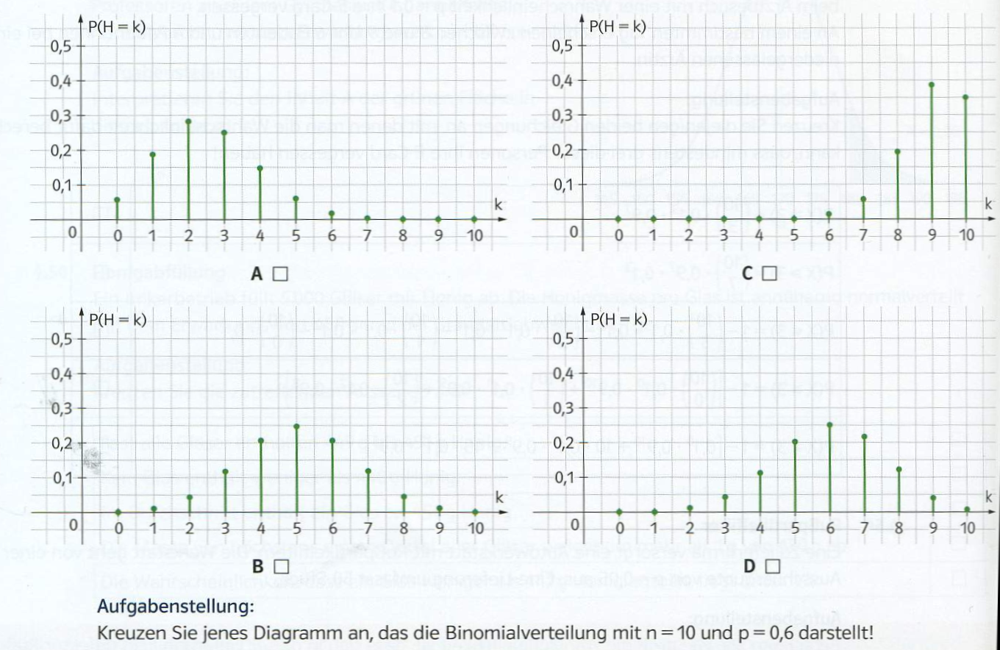 P(H = k)
0,5
0,4
0,3
0,2
0,1
k
0 0 1 2 3 4 5 6 7 8 9 10
A
P(H = k)
0,5
0,4
0,3
0,2
0,1
k
0 0 1 2 3 4 5 6 7 8 9 10
C
P(H = k)
0,5
0,4
0,3
0,2
0,1
k
0 0 1 2 3 4 5 6 7 8 9 10
B
P(H = k)
0,5
0,4
0,3
0,2
0,1
k
0 0 1 2 3 4 5 6 7 8 9 10
D
Aufgabenstellung:
Kreuzen Sie jenes Diagramm an, das die Binomialverteilung mit n = 10 und p = 0,6 darstellt!